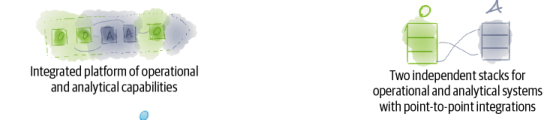 O O A A O
Integrated platform of operational
and analytical capabilities
O A
Two independent stacks for
operational and analytical systems
with point-to-point integrations